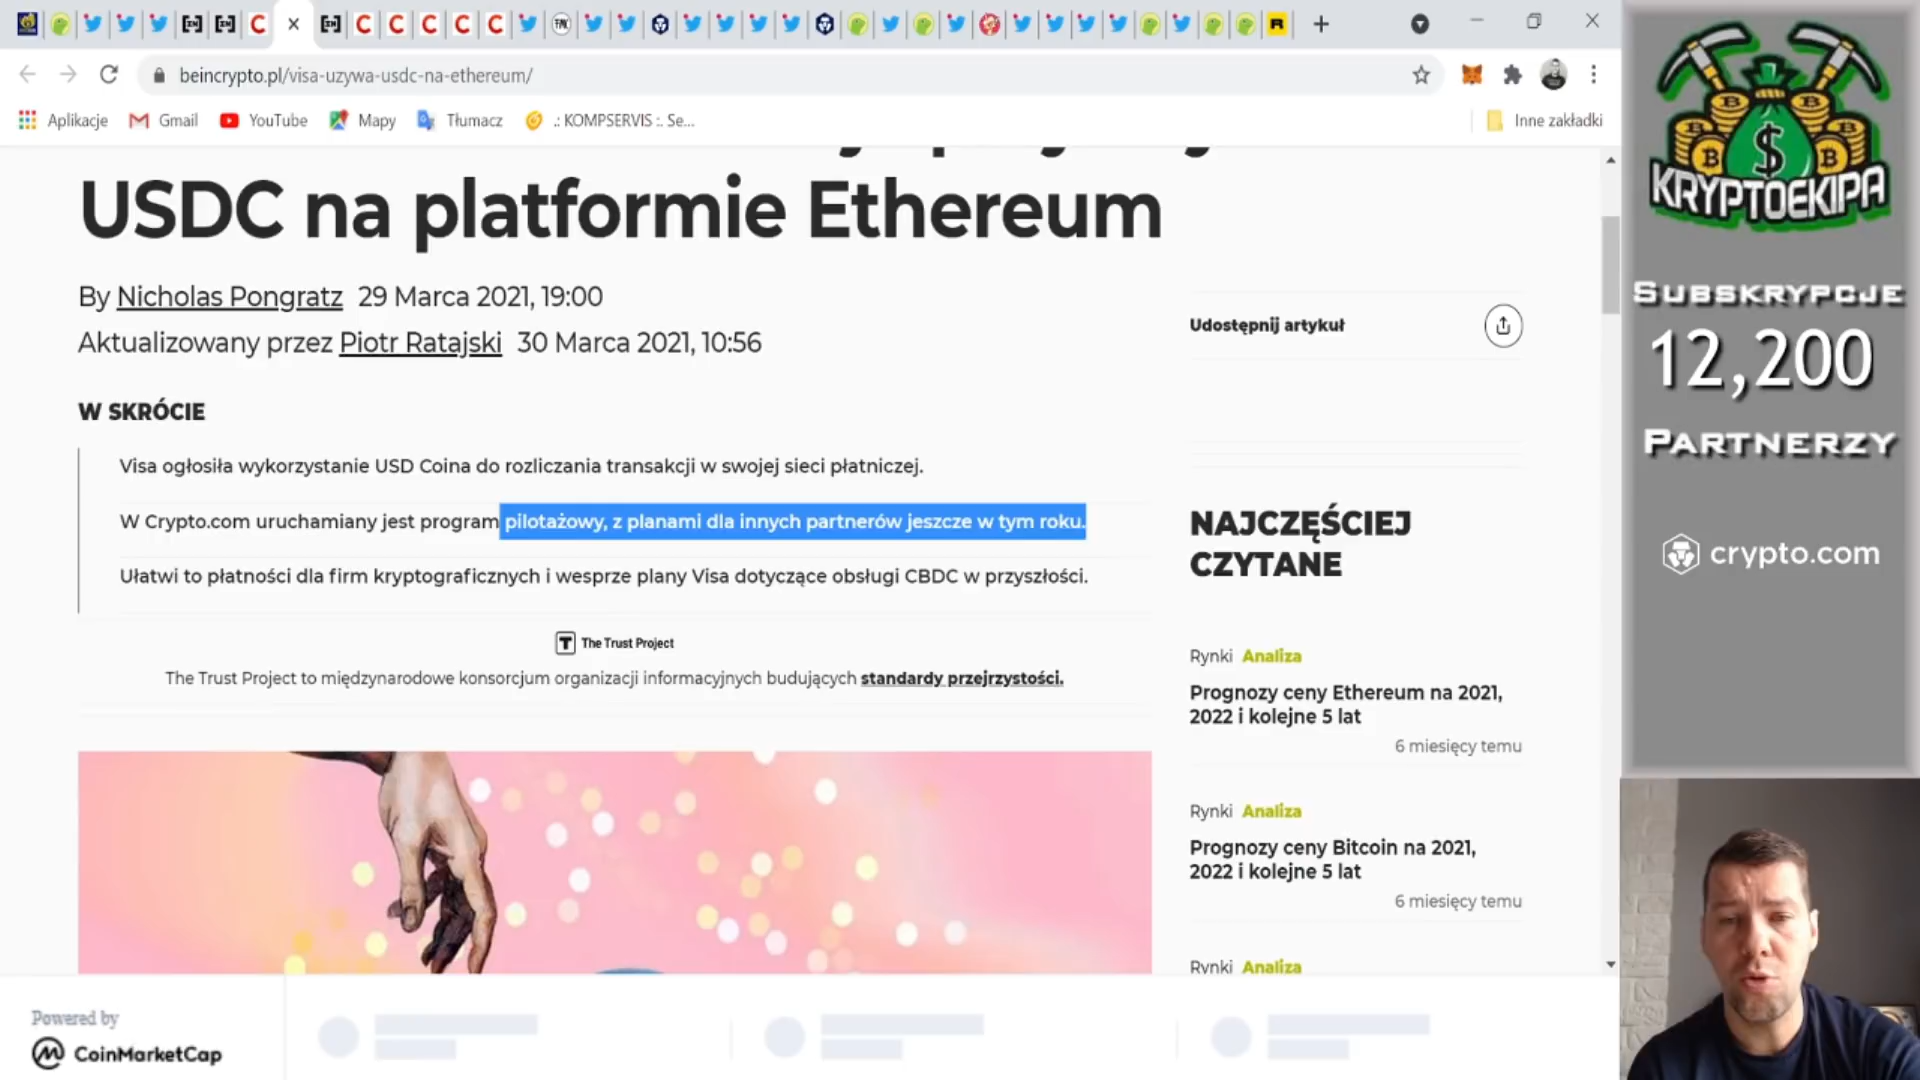 beincrypto.pl/visa-uzywa-usdc-na-ethereum/
Aplikacje
Gmail
YouTube
Mapy
Tłumacz
.: KOMPSERVIS :. Se...
Inne zakładki
USDC na platformie Ethereum
By Nicholas Pongratz 29 Marca 2021, 19:00
Aktualizowany przez Piotr Ratajski 30 Marca 2021, 10:56
W SKRÓCIE
Visa ogłosiła wykorzystanie USD Coina do rozliczania transakcji w swojej sieci płatniczej.
W Crypto.com uruchamiany jest program pilotażowy, z planami dla innych partnerów jeszcze w tym roku.
Ułatwi to płatności dla firm kryptograficznych i wesprze plany Visa dotyczące obsługi CBDC w przyszłości.
The Trust Project
The Trust Project to międzynarodowe konsorcjum organizacji informacyjnych budujących standardy przejrzystości.
Udostępnij artykuł
NAJCZĘŚCIEJ
CZYTANE
Rynki Analiza
Prognozy ceny Ethereum na 2021,
2022 i kolejne 5 lat
6 miesięcy temu
Rynki Analiza
Prognozy ceny Bitcoin na 2021,
2022 i kolejne 5 lat
6 miesięcy temu
Rynki Analiza
Powered by
CoinMarketCap
KRYPTOEKIPA
SUBSKRYPCJE
12,200
PARTNERZY
crypto.com